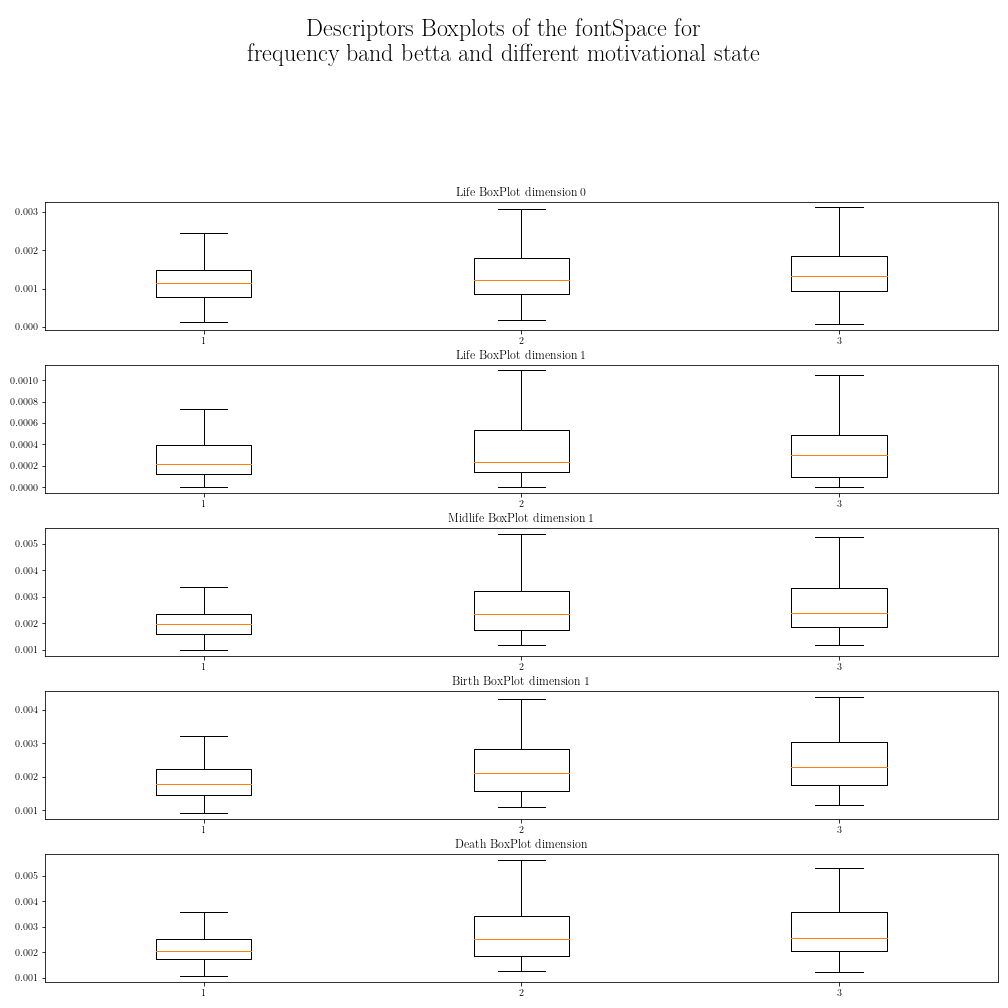 Descriptors Boxplots of the fontSpace for
frequency band betta and different motivational state
Life BoxPlot dimension 0
0.003
0.002
0.001
0.000
1 2 3
Life BoxPlot dimension 1
0.0010
0.0008
0.0006
0.0004
0.0002
0.0000
1 2 3
Midlife BoxPlot dimension 1
0.005
0.004
0.003
0.002
0.001
1 2 3
Birth BoxPlot dimension 1
0.004
0.003
0.002
0.001
1 2 3
Death BoxPlot dimension
0.005
0.004
0.003
0.002
0.001
1 2 3